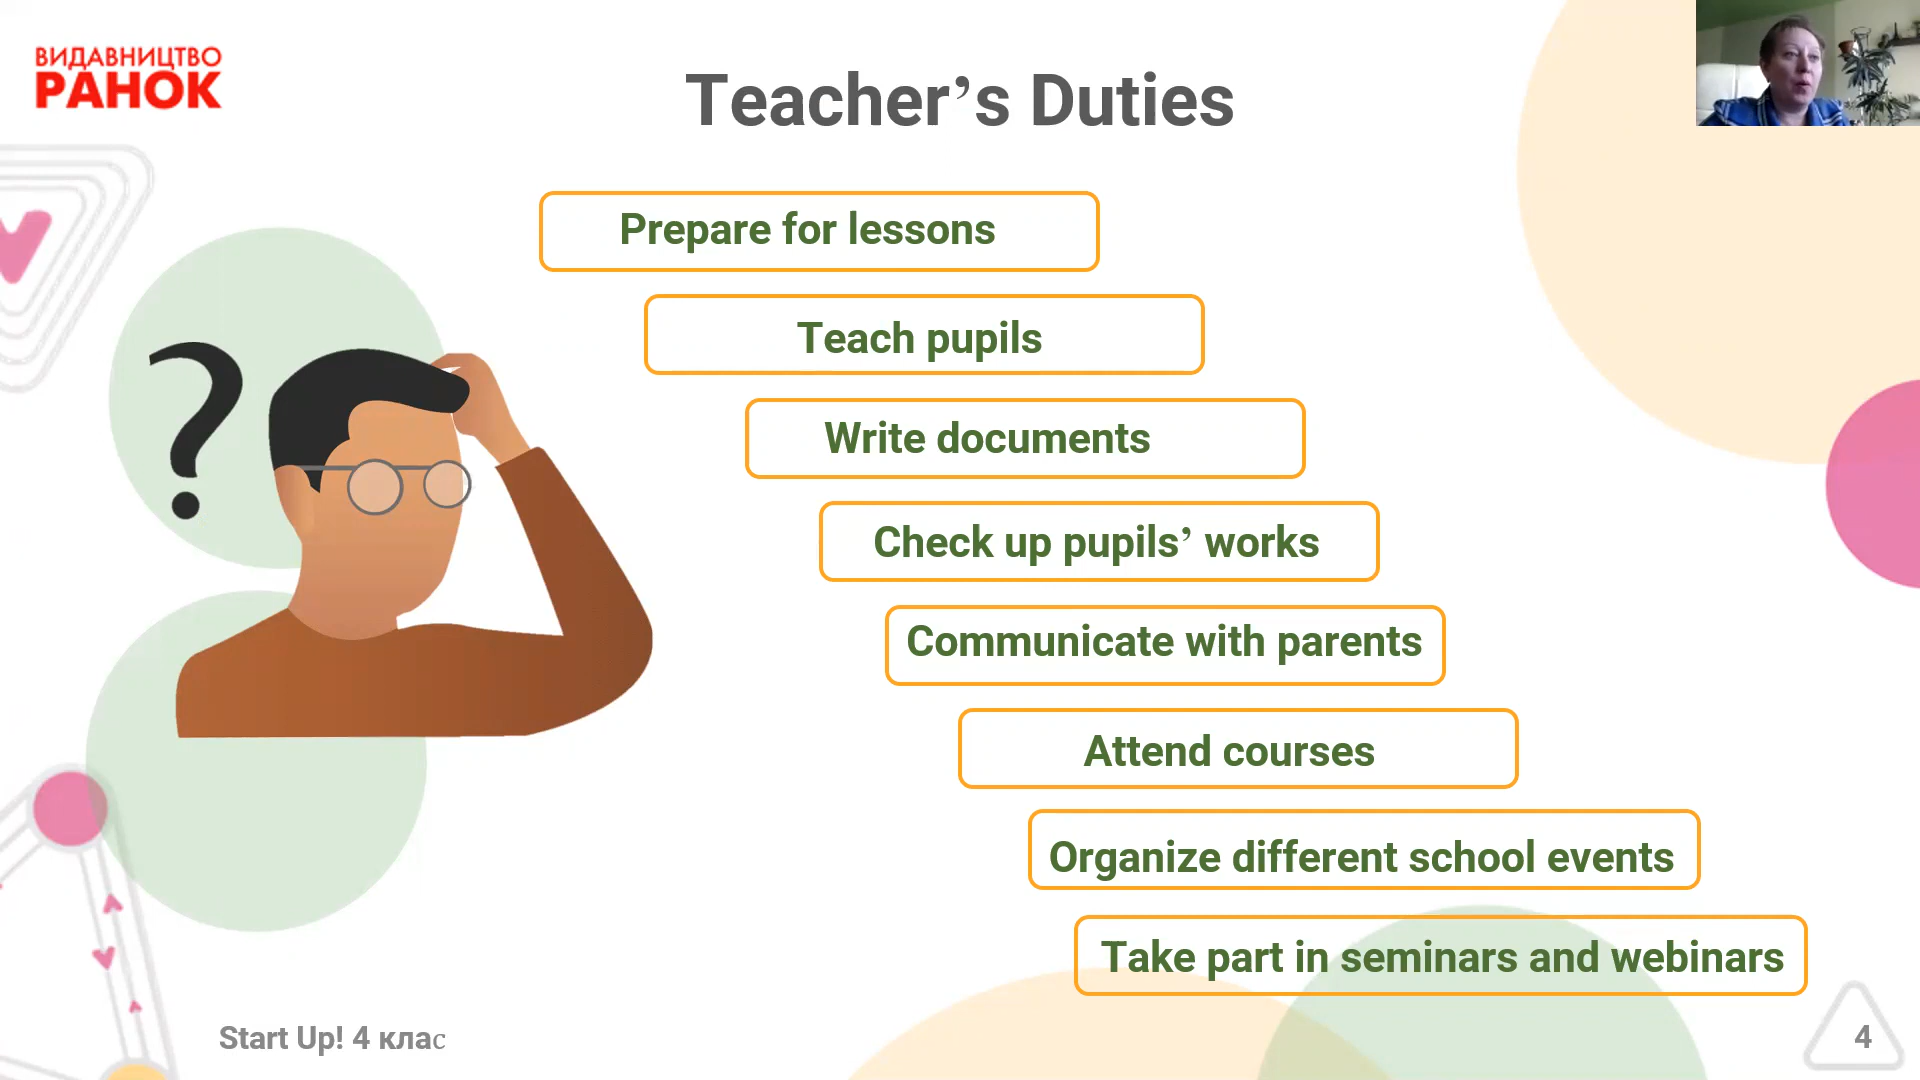 ВИДАВНИЦТВО
РАНОК
Teacher’s Duties
Prepare for lessons
Teach pupils
Write documents
Check up pupils’ works
Communicate with parents
Attend courses
Organize different school events
Take part in seminars and webinars
?
Start Up! 4 клас
4